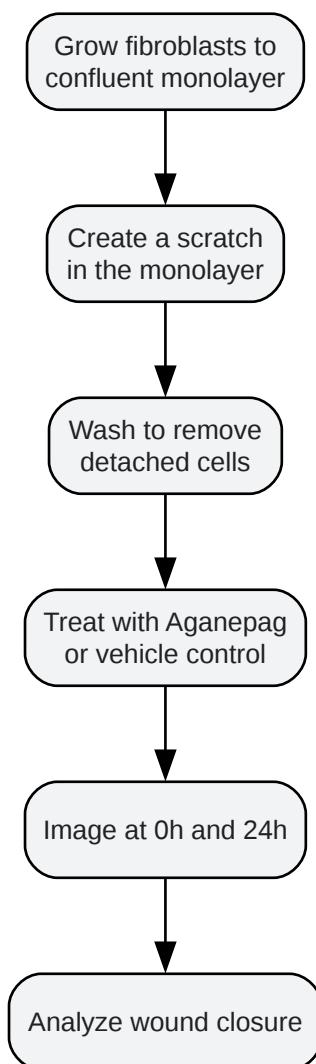 Grow fibroblasts to
confluent monolayer
Create a scratch
in the monolayer
Wash to remove
detached cells
Treat with Aganepag
or vehicle control
Image at 0h and 24h
Analyze wound closure